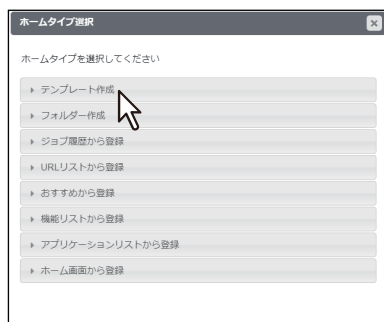 ホームタイプ選択
ホームタイプを選択してください
テンプレート作成
フォルダー作成
ジョブ履歴から登録
URLリストから登録
おすすめから登録
機能リストから登録
アプリケーションリストから登録
ホーム画面から登録